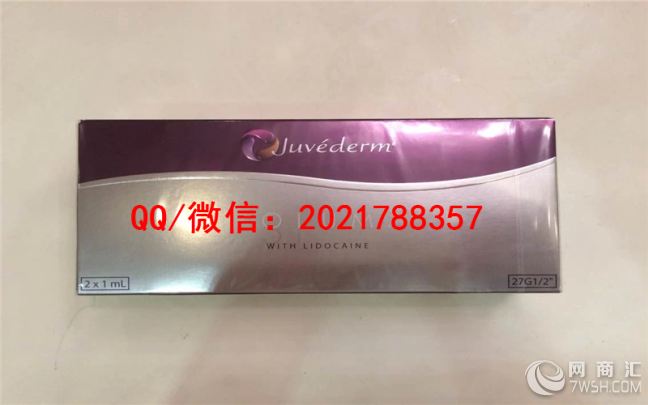 Juvéderm®
QQ/微信：2021788357
WITH LIDOCAINE
2 x 1 mL
27G1/2"
网商汇
7WSH.COM